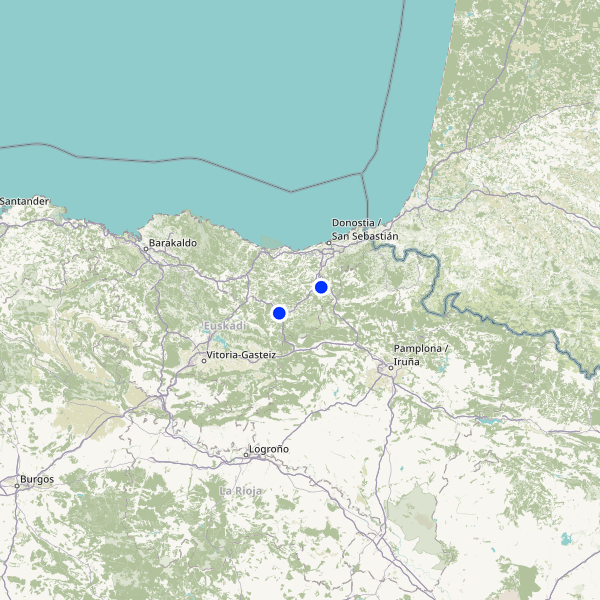 Santander
Donostia /
San Sebastián
Barakaldo
Euskadi
Vitoria-Gasteiz
Pamplona /
Iruña
Logroño
Burgos
La Rioja